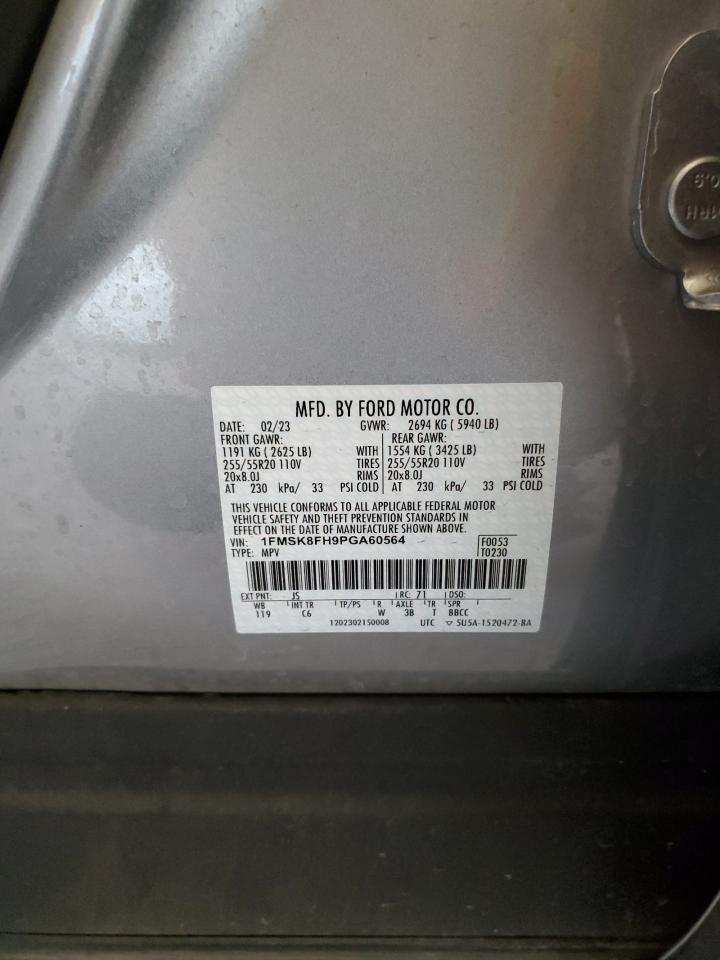 MFD. BY FORD MOTOR CO.
DATE: 02/23 GVWR: 2694 KG ( 5940 LB)
FRONT GAWR: REAR GAWR:
1191 KG ( 2625 LB) WITH 1554 KG ( 3425 LB) WITH
255/55R20 110V TIRES 255/55R20 110V TIRES
20x8.0J RIMS 20x8.0J RIMS
AT 230 kPa/ 33 PSI COLD AT 230 kPa/ 33 PSI COLD
THIS VEHICLE CONFORMS TO ALL APPLICABLE FEDERAL MOTOR
VEHICLE SAFETY AND THEFT PREVENTION STANDARDS IN
EFFECT ON THE DATE OF MANUFACTURE SHOWN ABOVE.
VIN: 1FMSK8FH9PGA60564 F0053
TYPE: MPV T0230
EXT PNT: JS RC: 71 DSO:
WB INT TR TP/PS R AXLE TR SPR
119 C6 W 3B T BBCC
1202302150008 UTC ▽ 5U5A-1520472-BA